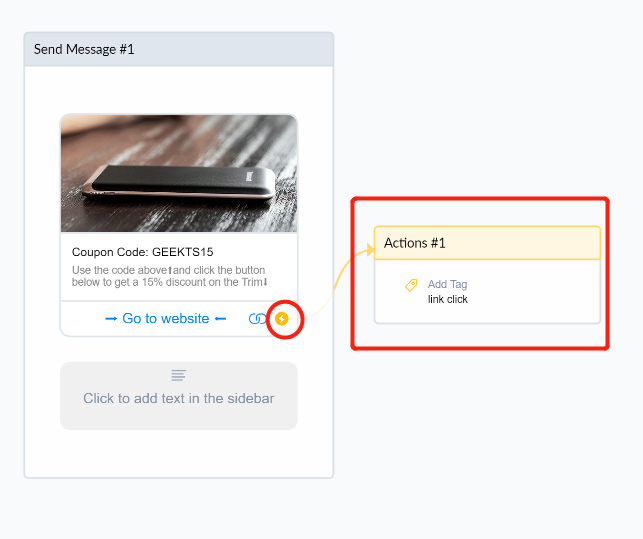 Send Message #1
Coupon Code: GEEKTS15
Use the code above⬆and click the button
below to get a 15% discount on the Trim⬇
➞ Go to website ←
Click to add text in the sidebar
Actions #1
Add Tag
link click